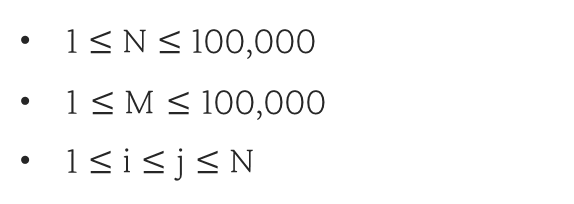 • 1 ≤ N ≤ 100,000
• 1 ≤ M ≤ 100,000
• 1 ≤ i ≤ j ≤ N